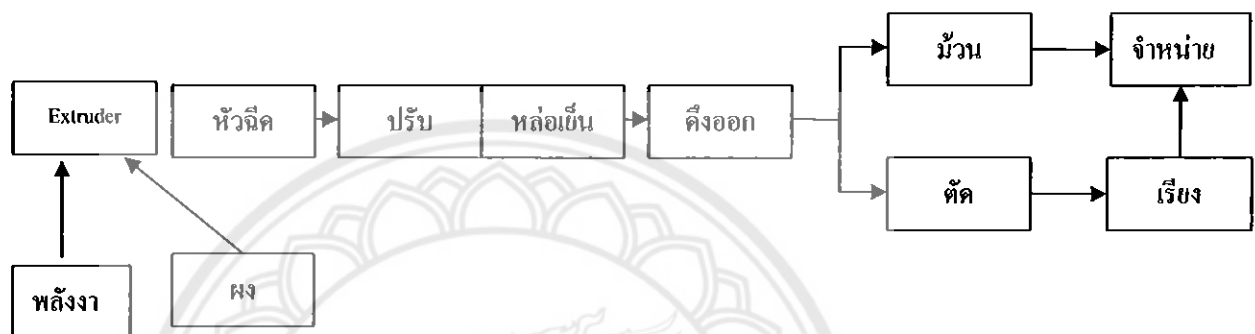 ม้วน
จำหน่าย
Extruder
หัวฉีด
ปรับ
หล่อเย็น
ดึงออก
ตัด
เรียง
พลังงา
ผง